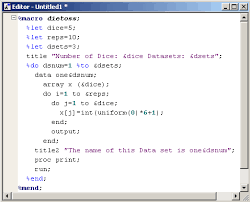 Editor - Untitled1 *
%macro dietoss;
%let dice=5;
%let reps=10;
%let dsets=3;
title "Number of Dice: &dice Datasets: &dsets";
%do dsnum=1 %to &dsets;
data one&dsnum;
array x (&dice);
do i=1 to &reps;
do j=1 to &dice;
x[j]=int(uniform(0)*6+1);
end;
output;
end;
title2 "The name of this Data set is one&dsnum";
proc print;
run;
%end;
%mend;